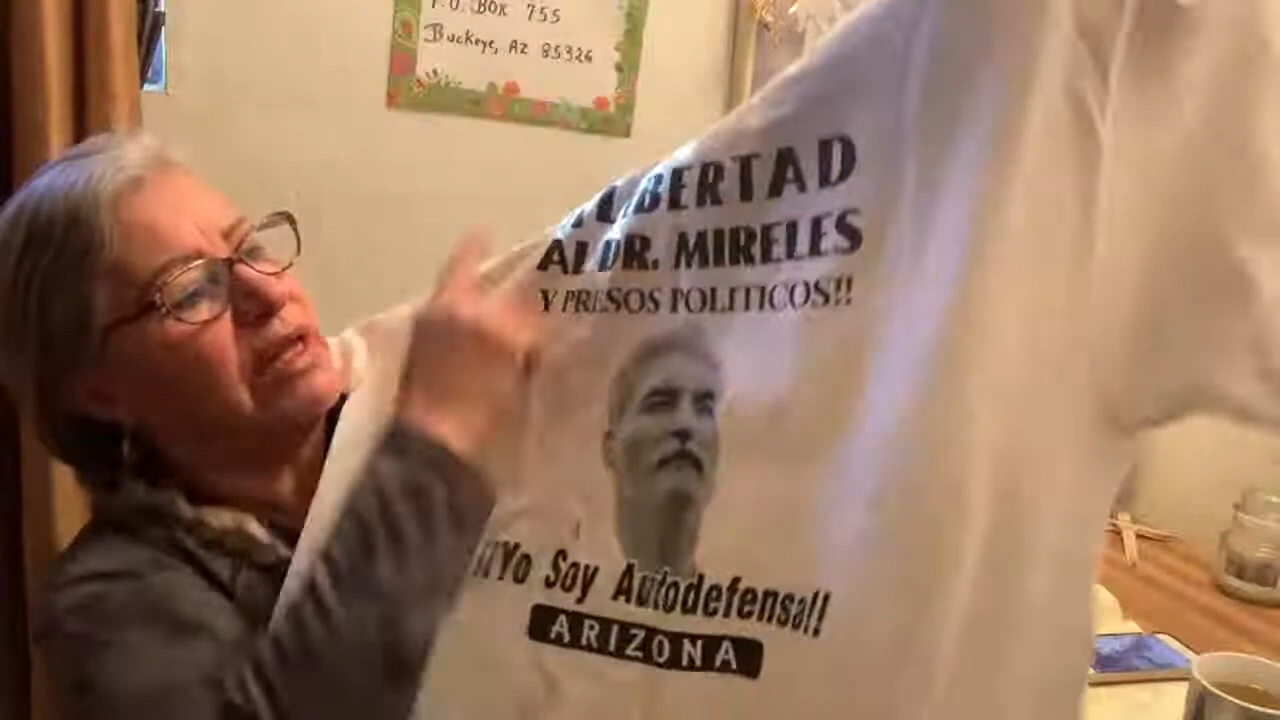 P.O. BOX 755
Buckeye, AZ 85326
LIBERTAD
AL DR. MIRELES
Y PRESOS POLITICOS!!
¡¡Yo Soy Autodefensa!!
ARIZONA